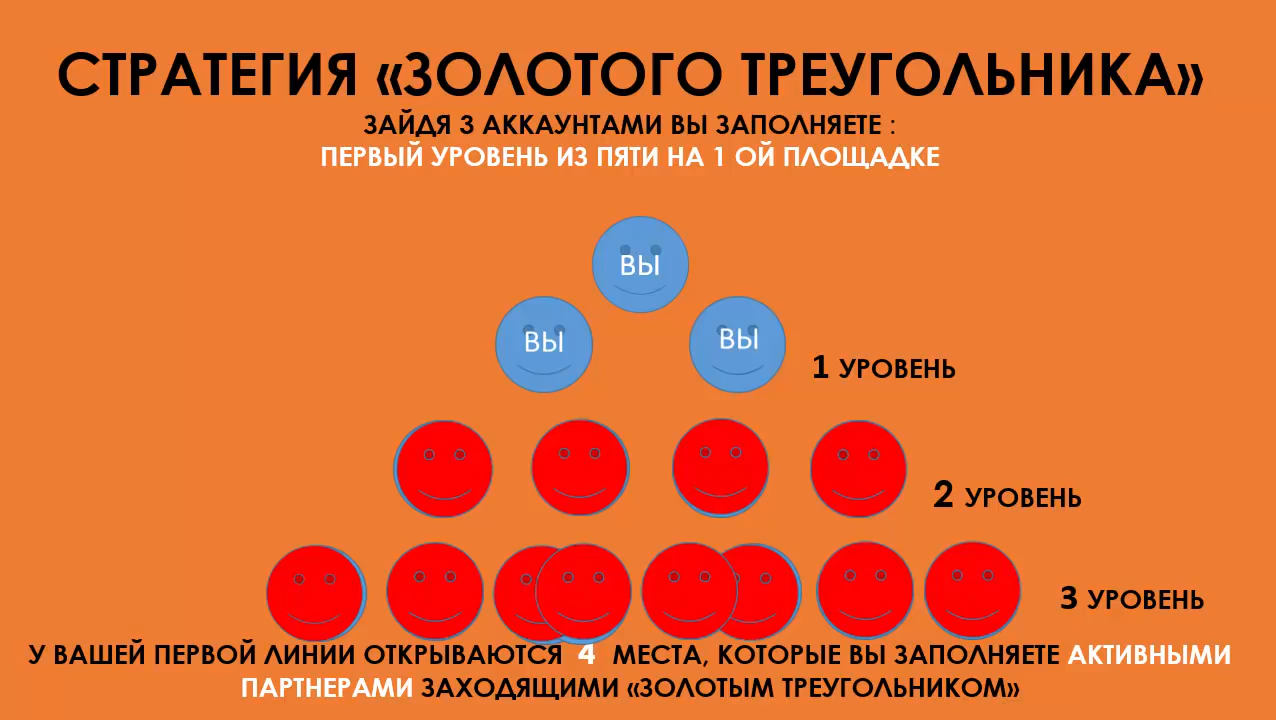 СТРАТЕГИЯ «ЗОЛОТОГО ТРЕУГОЛЬНИКА»
ЗАЙДЯ 3 АККАУНТАМИ ВЫ ЗАПОЛНЯЕТЕ :
ПЕРВЫЙ УРОВЕНЬ ИЗ ПЯТИ НА 1 ОЙ ПЛОЩАДКЕ
ВЫ
ВЫ
ВЫ
1 УРОВЕНЬ
2 УРОВЕНЬ
3 УРОВЕНЬ
У ВАШЕЙ ПЕРВОЙ ЛИНИИ ОТКРЫВАЮТСЯ 4 МЕСТА, КОТОРЫЕ ВЫ ЗАПОЛНЯЕТЕ АКТИВНЫМИ
ПАРТНЕРАМИ ЗАХОДЯЩИМИ «ЗОЛОТЫМ ТРЕУГОЛЬНИКОМ»